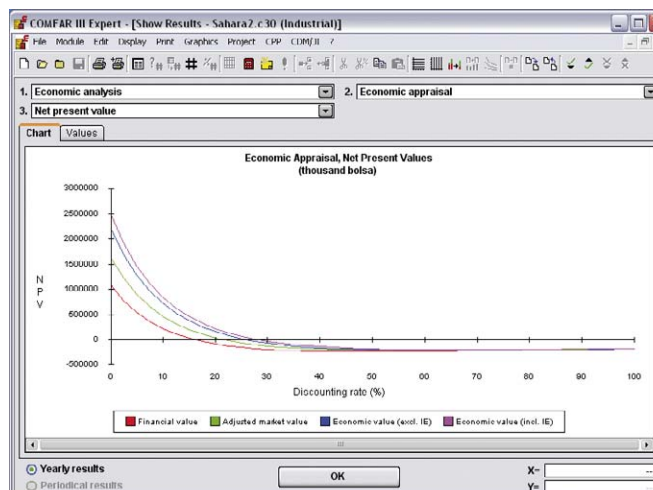 COMFAR III Expert - [Show Results - Sahara2.c30 (Industrial)]
File Module Edit Display Print Graphics Project CPP CDM/JI ?
1. Economic analysis
2. Economic appraisal
3. Net present value
Chart Values
Economic Appraisal, Net Present Values
(thousand bolsa)
3000000
2500000
2000000
1500000
1000000
500000
0
-500000
N
P
V
0 10 20 30 40 50 60 70 80 90 100
Discounting rate (%)
Financial value Adjusted market value Economic value (excl. IE) Economic value (incl. IE)
Yearly results
Periodical results
OK
X=
Y=